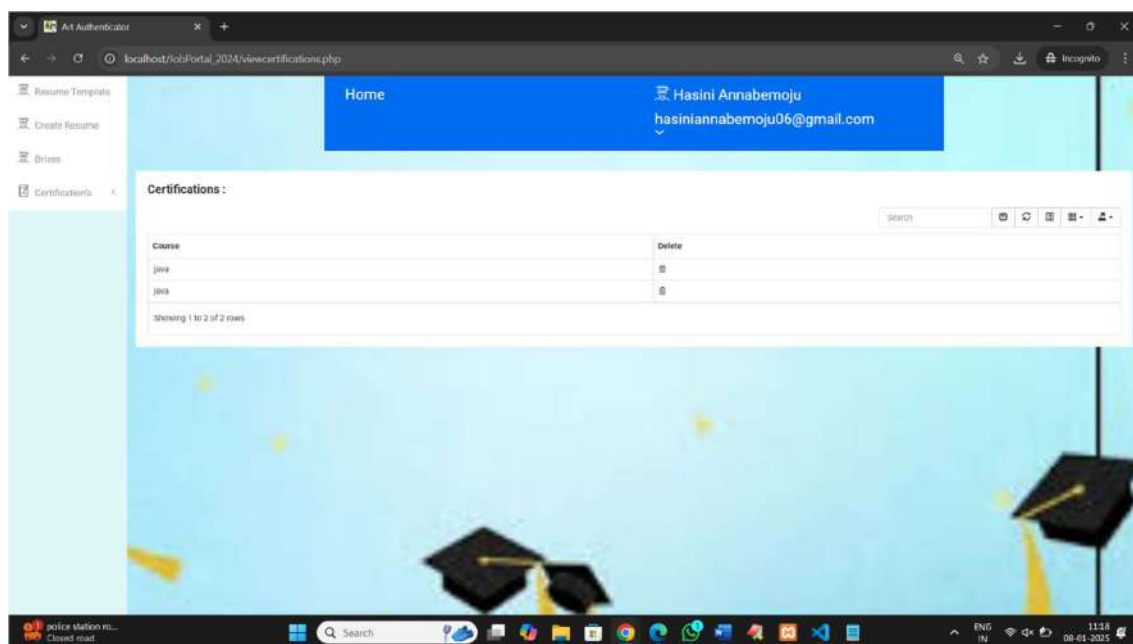 Art Authenticator
localhost/JobPortal_2024/viewcertifications.php
Incognito
Resume Template
Create Resume
Drives
Certification's
Home
Hasini Annabemoju
hasiniannabemoju06@gmail.com
Certifications :
Search
Course Delete
java
java
Showing 1 to 2 of 2 rows
police station ro...
Closed road
Search
ENG
IN
11:18
08-01-2025